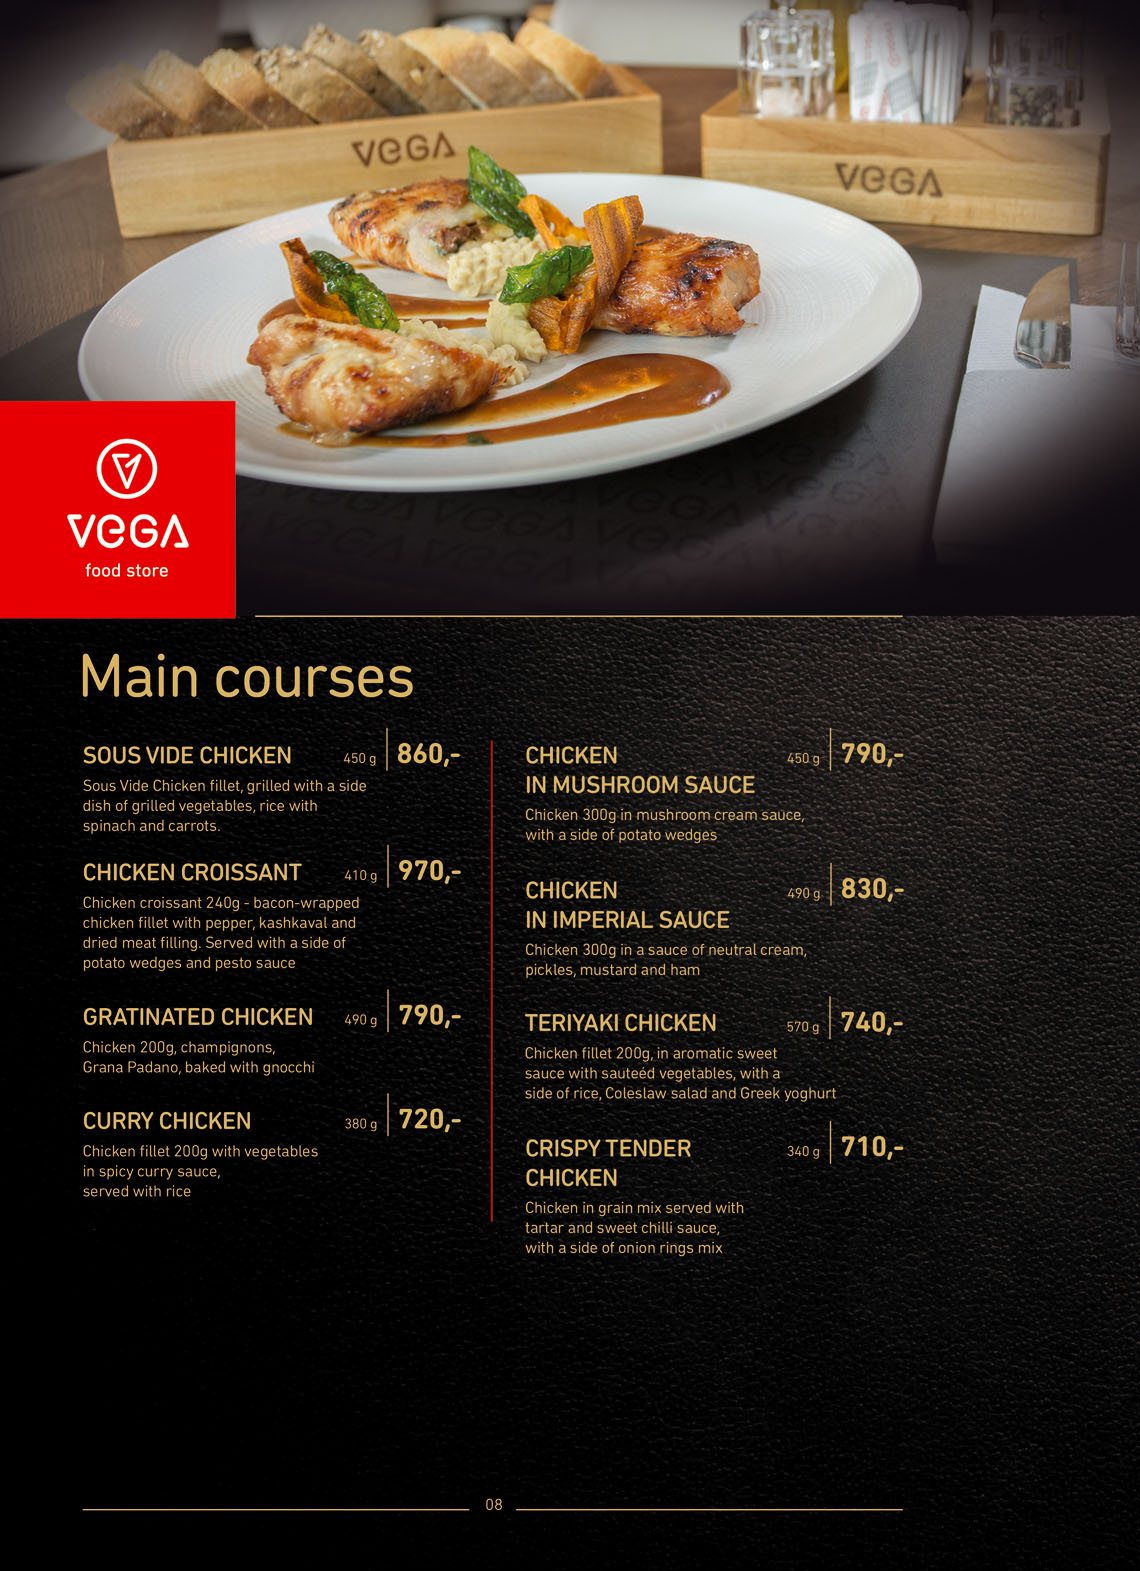 VEGA
VEGA
VEGA
food store
Main courses
SOUS VIDE CHICKEN 450 g 860,-
Sous Vide Chicken fillet, grilled with a side
dish of grilled vegetables, rice with
spinach and carrots.
CHICKEN CROISSANT 410 g 970,-
Chicken croissant 240g - bacon-wrapped
chicken fillet with pepper, kashkaval and
dried meat filling. Served with a side of
potato wedges and pesto sauce
GRATINATED CHICKEN 490 g 790,-
Chicken 200g, champignons,
Grana Padano, baked with gnocchi
CURRY CHICKEN 380 g 720,-
Chicken fillet 200g with vegetables
in spicy curry sauce,
served with rice
CHICKEN 450 g 790,-
IN MUSHROOM SAUCE
Chicken 300g in mushroom cream sauce,
with a side of potato wedges
CHICKEN 490 g 830,-
IN IMPERIAL SAUCE
Chicken 300g in a sauce of neutral cream,
pickles, mustard and ham
TERIYAKI CHICKEN 570 g 740,-
Chicken fillet 200g, in aromatic sweet
sauce with sauteéd vegetables, with a
side of rice, Coleslaw salad and Greek yoghurt
CRISPY TENDER 340 g 710,-
CHICKEN
Chicken in grain mix served with
tartar and sweet chilli sauce,
with a side of onion rings mix
08